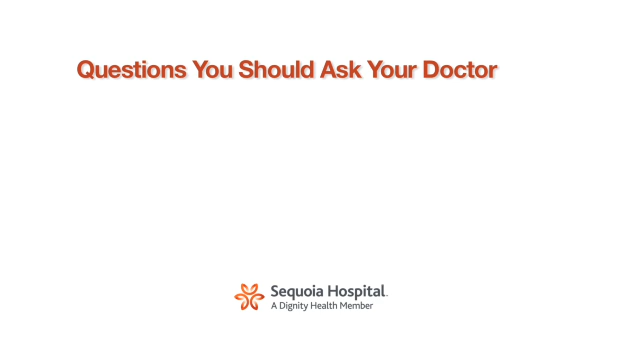 Questions You Should Ask Your Doctor
Sequoia Hospital
A Dignity Health Member